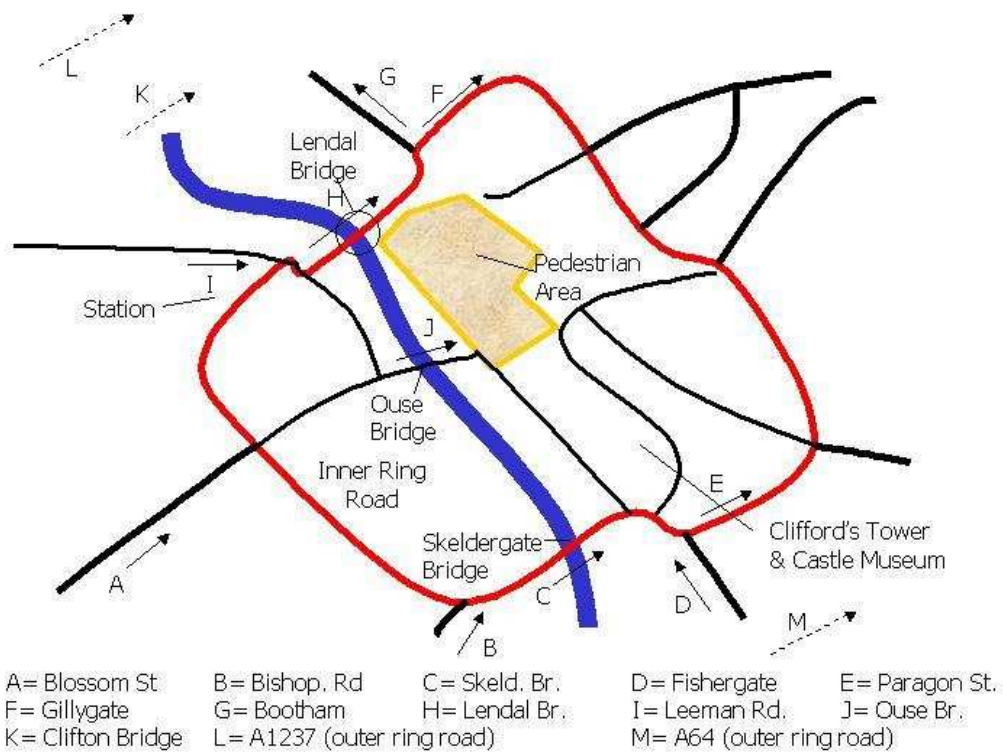 L
K
G
F
Lendal
Bridge
H
I
Station
Pedestrian
Area
J
Ouse
Bridge
Inner Ring
Road
E
Skeldergate
Bridge
Clifford's Tower
& Castle Museum
A
C
D
B
M
A= Blossom St B= Bishop. Rd C= Skeld. Br. D= Fishergate E= Paragon St.
F= Gillygate G= Bootham H= Lendal Br. I= Leeman Rd. J= Ouse Br.
K= Clifton Bridge L= A1237 (outer ring road) M= A64 (outer ring road)